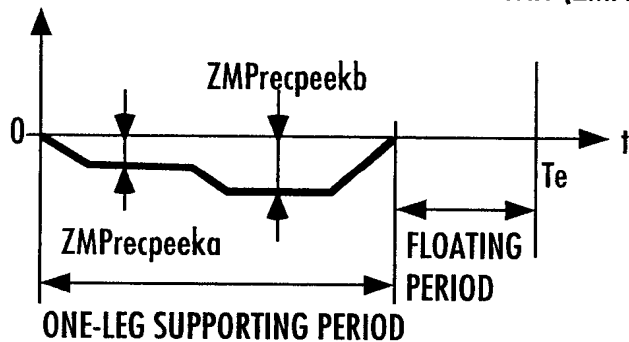 ZMPrecpeekb
0
t
Te
ZMPrecpeeka
FLOATING
PERIOD
ONE-LEG SUPPORTING PERIOD